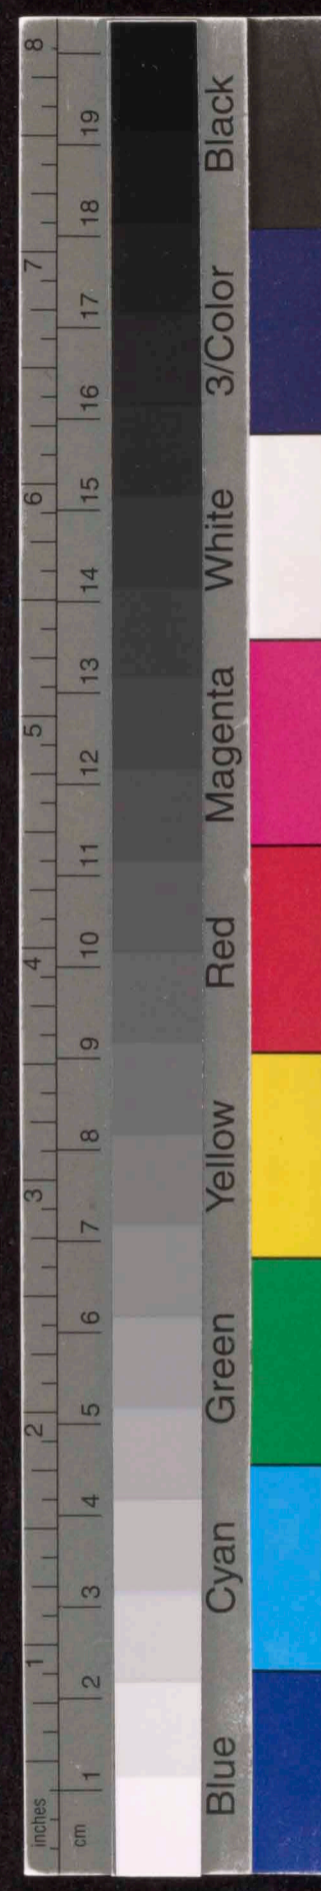 inches 1 2 3 4 5 6 7 8
cm 1 2 3 4 5 6 7 8 9 10 11 12 13 14 15 16 17 18 19
Blue Cyan Green Yellow Red Magenta White 3/Color Black